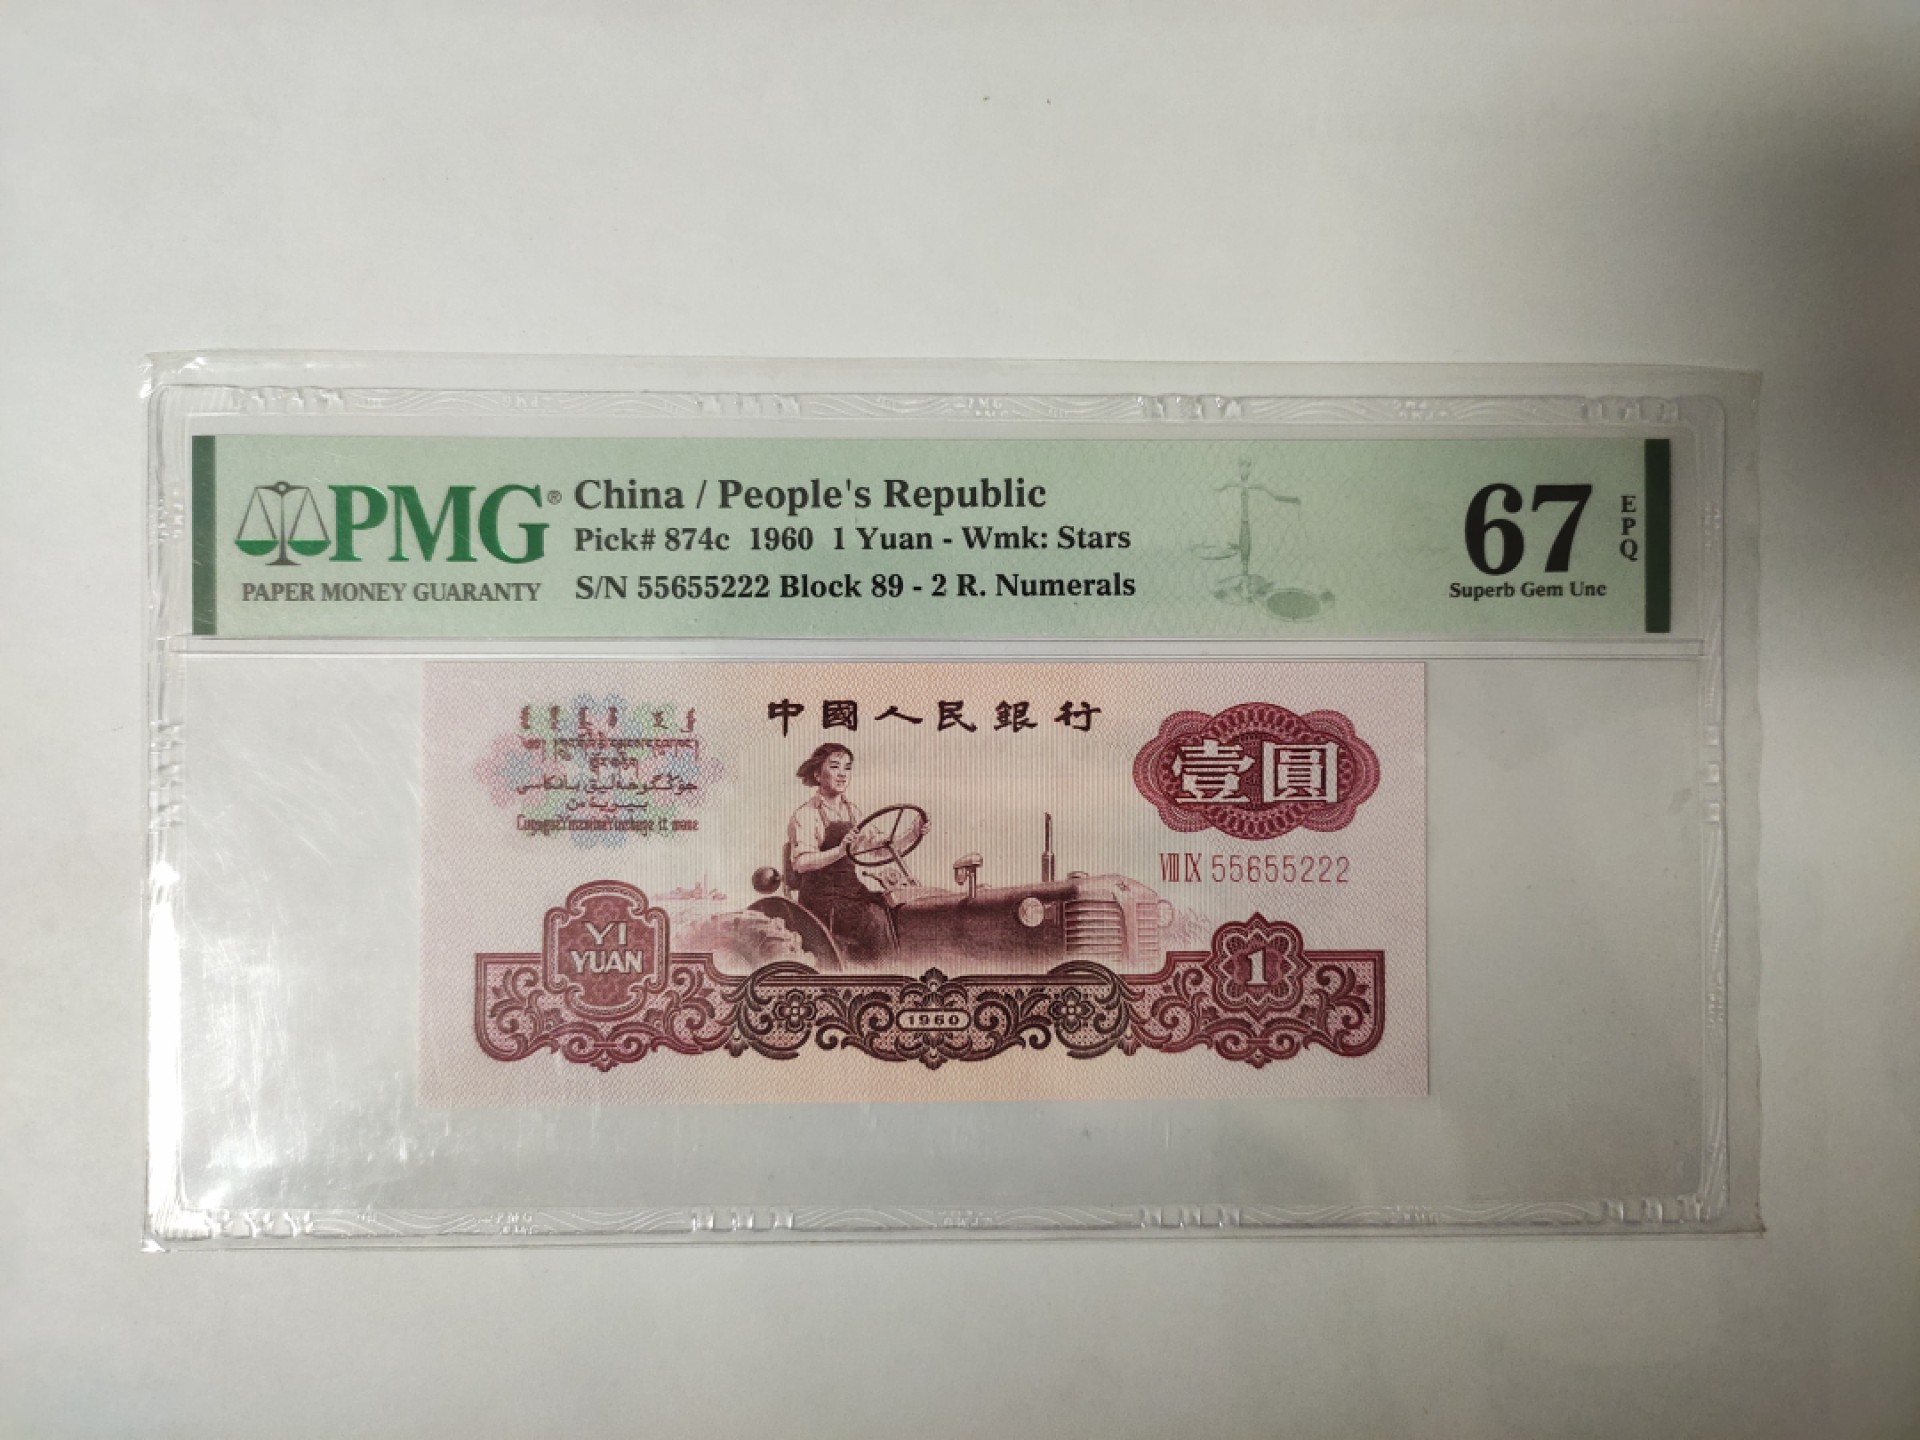 PMG®
PAPER MONEY GUARANTY
China / People's Republic
Pick# 874c 1960 1 Yuan - Wmk: Stars
S/N 55655222 Block 89 - 2 R. Numerals
67
EPQ
Superb Gem Unc
中國人民銀行
壹圓
VIII IX 55655222
YI
YUAN
1960
1